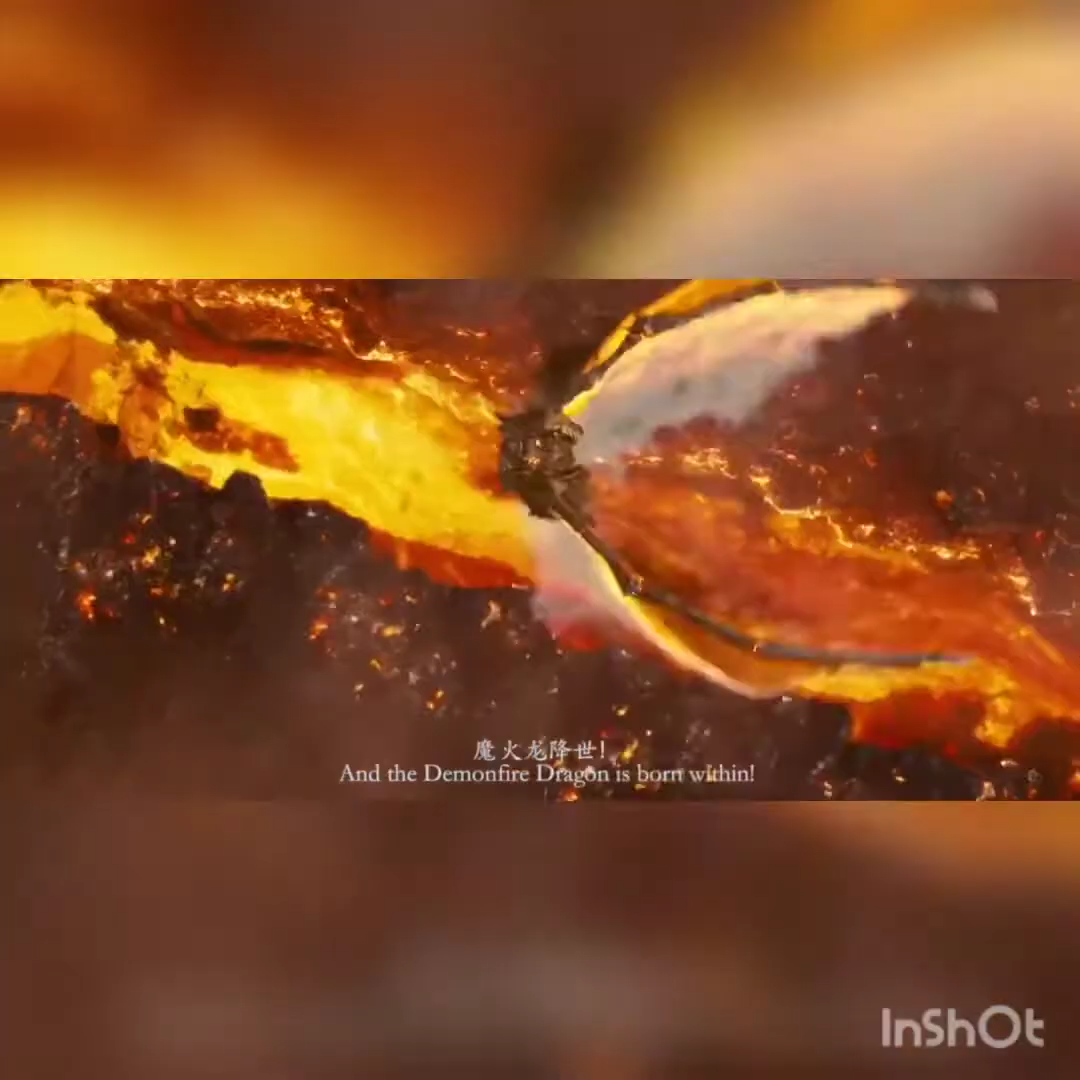 魔火龙降世!
And the Demonfire Dragon is born within!
InShOt